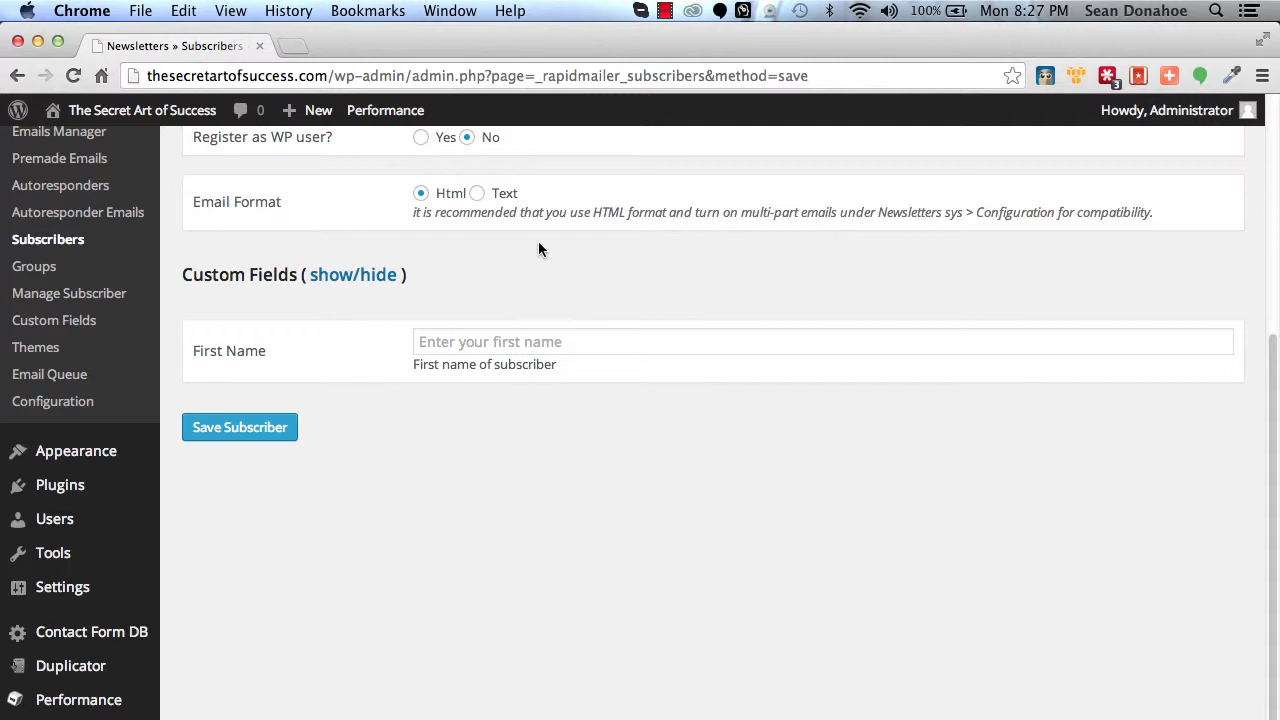 Chrome File Edit View History Bookmarks Window Help 100% Mon 8:27 PM Sean Donahoe
Newsletters » Subscribers
thesecretartofsuccess.com/wp-admin/admin.php?page=_rapidmailer_subscribers&method=save 3
The Secret Art of Success 0 New Performance Howdy, Administrator
Emails Manager
Premade Emails
Autoresponders
Autoresponder Emails
Subscribers
Groups
Manage Subscriber
Custom Fields
Themes
Email Queue
Configuration
Appearance
Plugins
Users
Tools
Settings
Contact Form DB
Duplicator
Performance
Register as WP user? Yes No
Email Format Html Text
it is recommended that you use HTML format and turn on multi-part emails under Newsletters sys > Configuration for compatibility.
Custom Fields ( show/hide )
First Name Enter your first name
First name of subscriber
Save Subscriber